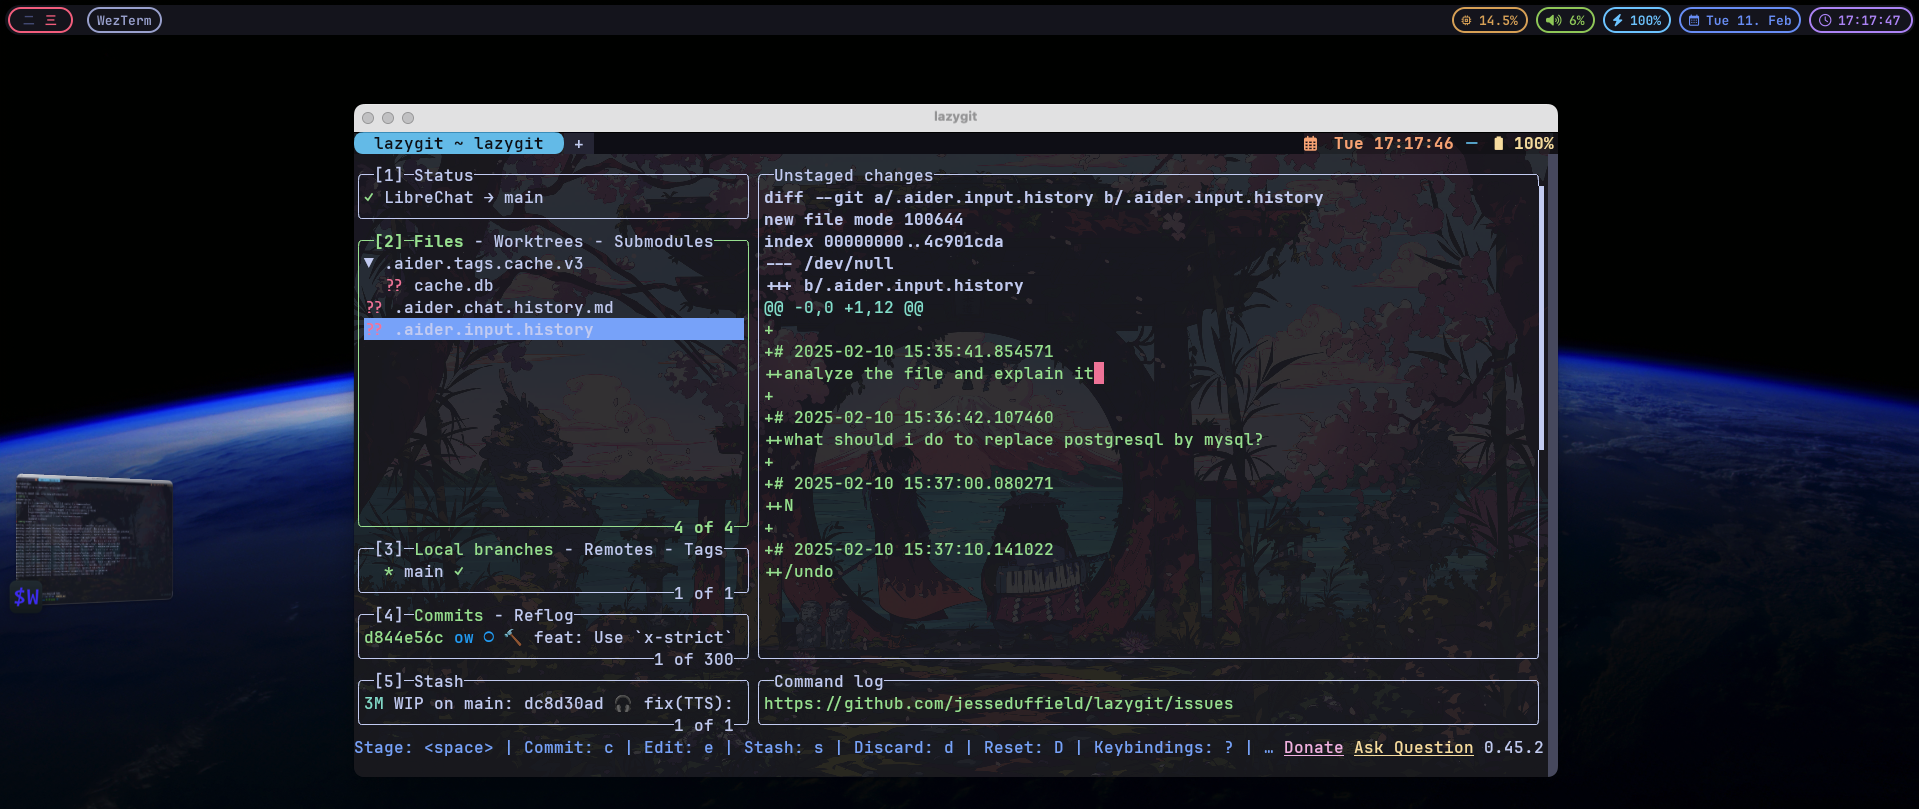 二 三
WezTerm
14.5%
6%
100%
Tue 11. Feb
17:17:47
lazygit
lazygit ~ lazygit
+
Tue 17:17:46 — 100%
[1]—Status
✓ LibreChat → main
[2]—Files - Worktrees - Submodules
▼ .aider.tags.cache.v3
?? cache.db
?? .aider.chat.history.md
?? .aider.input.history
4 of 4
[3]—Local branches - Remotes - Tags
* main ✓
1 of 1
[4]—Commits - Reflog
d844e56c ow ○ 🔨 feat: Use `x-strict`
1 of 300
[5]—Stash
3M WIP on main: dc8d30ad 🎧 fix(TTS):
1 of 1
Unstaged changes
diff --git a/.aider.input.history b/.aider.input.history
new file mode 100644
index 00000000..4c901cda
--- /dev/null
+++ b/.aider.input.history
@@ -0,0 +1,12 @@
+
+# 2025-02-10 15:35:41.854571
++analyze the file and explain it
+
+# 2025-02-10 15:36:42.107460
++what should i do to replace postgresql by mysql?
+
+# 2025-02-10 15:37:00.080271
++N
+
+# 2025-02-10 15:37:10.141022
++/undo
Command log
https://github.com/jesseduffield/lazygit/issues
Stage: <space> | Commit: c | Edit: e | Stash: s | Discard: d | Reset: D | Keybindings: ? | … Donate Ask Question 0.45.2
$W